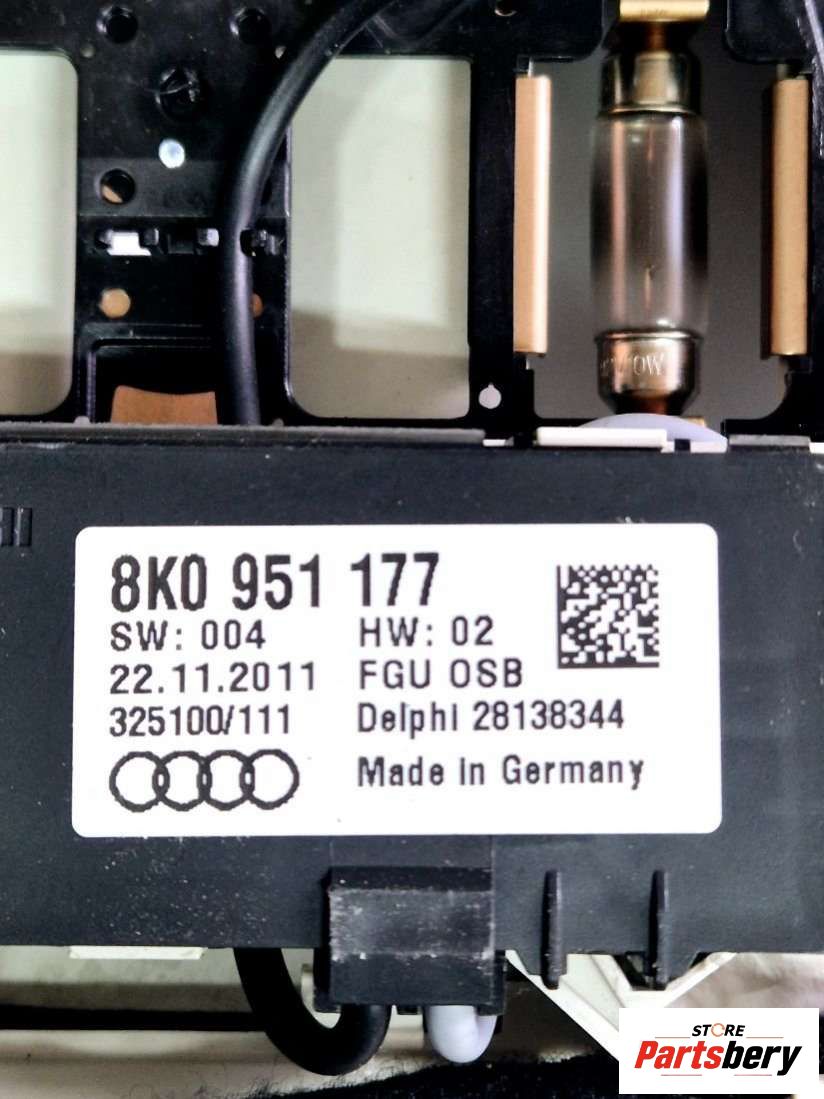 8K0 951 177
SW: 004 HW: 02
22.11.2011 FGU OSB
325100/111 Delphi 28138344
Made in Germany
STORE
Partsbery